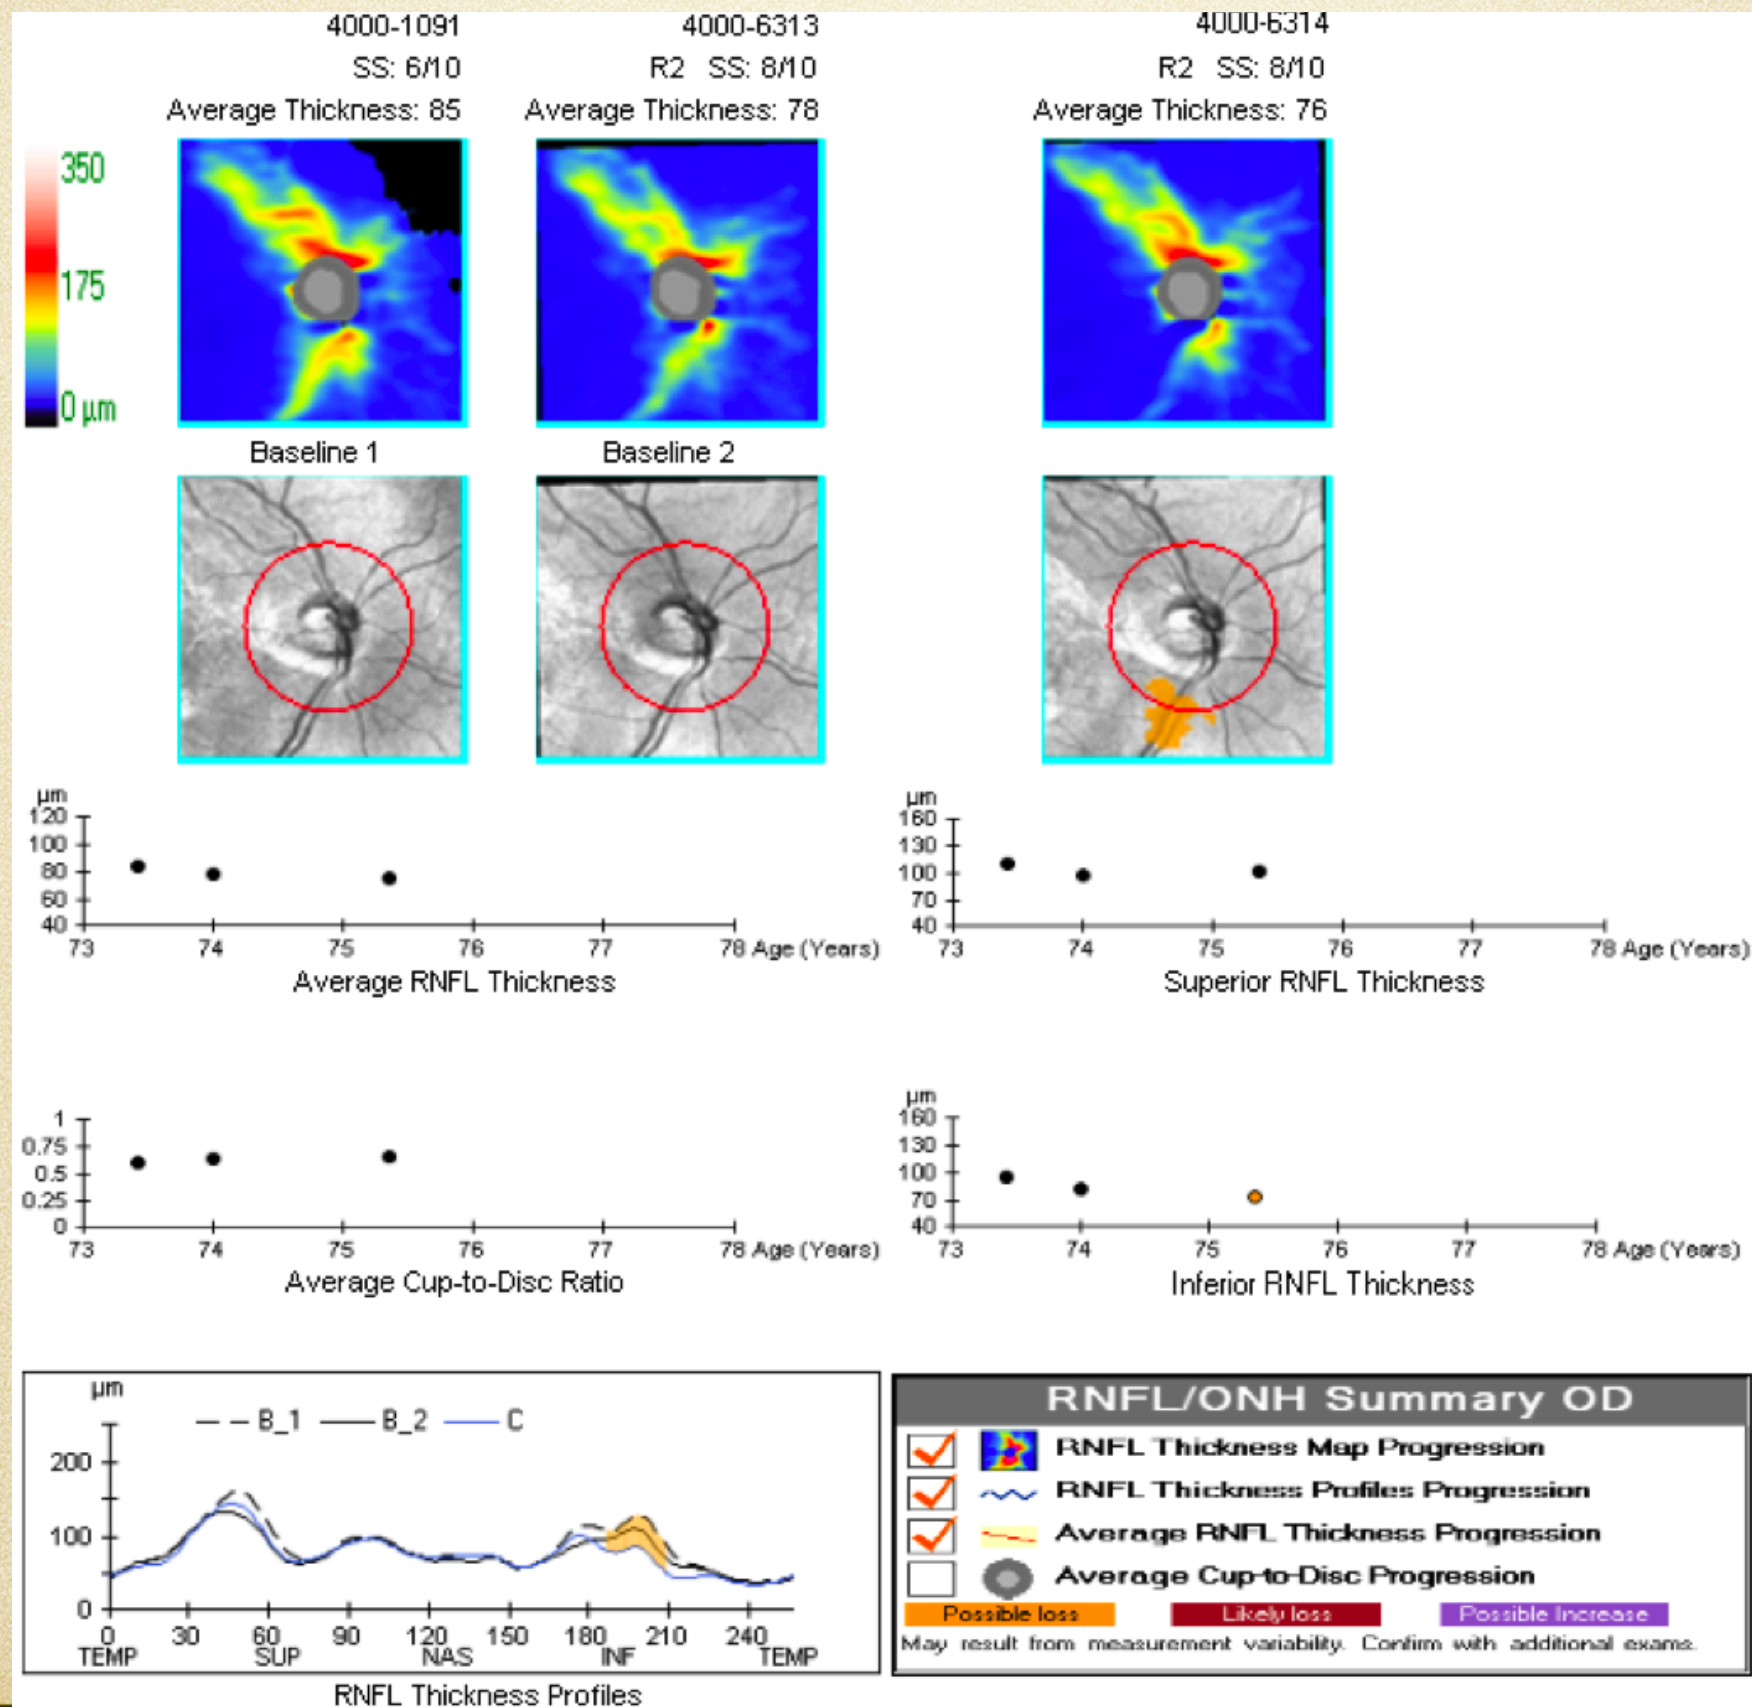 4000-1091 4000-6313 4000-6314
SS: 6/10 R2 SS: 8/10 R2 SS: 8/10
Average Thickness: 85 Average Thickness: 78 Average Thickness: 76
350
175
0 µm
Baseline 1 Baseline 2
µm
120
100
80
60
40
73 74 75 76 77 78 Age (Years)
Average RNFL Thickness
µm
160
130
100
70
40
73 74 75 76 77 78 Age (Years)
Superior RNFL Thickness
1
0.75
0.5
0.25
0
73 74 75 76 77 78 Age (Years)
Average Cup-to-Disc Ratio
µm
160
130
100
70
40
73 74 75 76 77 78 Age (Years)
Inferior RNFL Thickness
µm
B_1 B_2 C
200
100
0
0 30 60 90 120 150 180 210 240
TEMP SUP NAS INF TEMP
RNFL Thickness Profiles
RNFL/ONH Summary OD
RNFL Thickness Map Progression
RNFL Thickness Profiles Progression
Average RNFL Thickness Progression
Average Cup-to-Disc Progression
Possible loss Likely loss Possible Increase
May result from measurement variability. Confirm with additional exams.